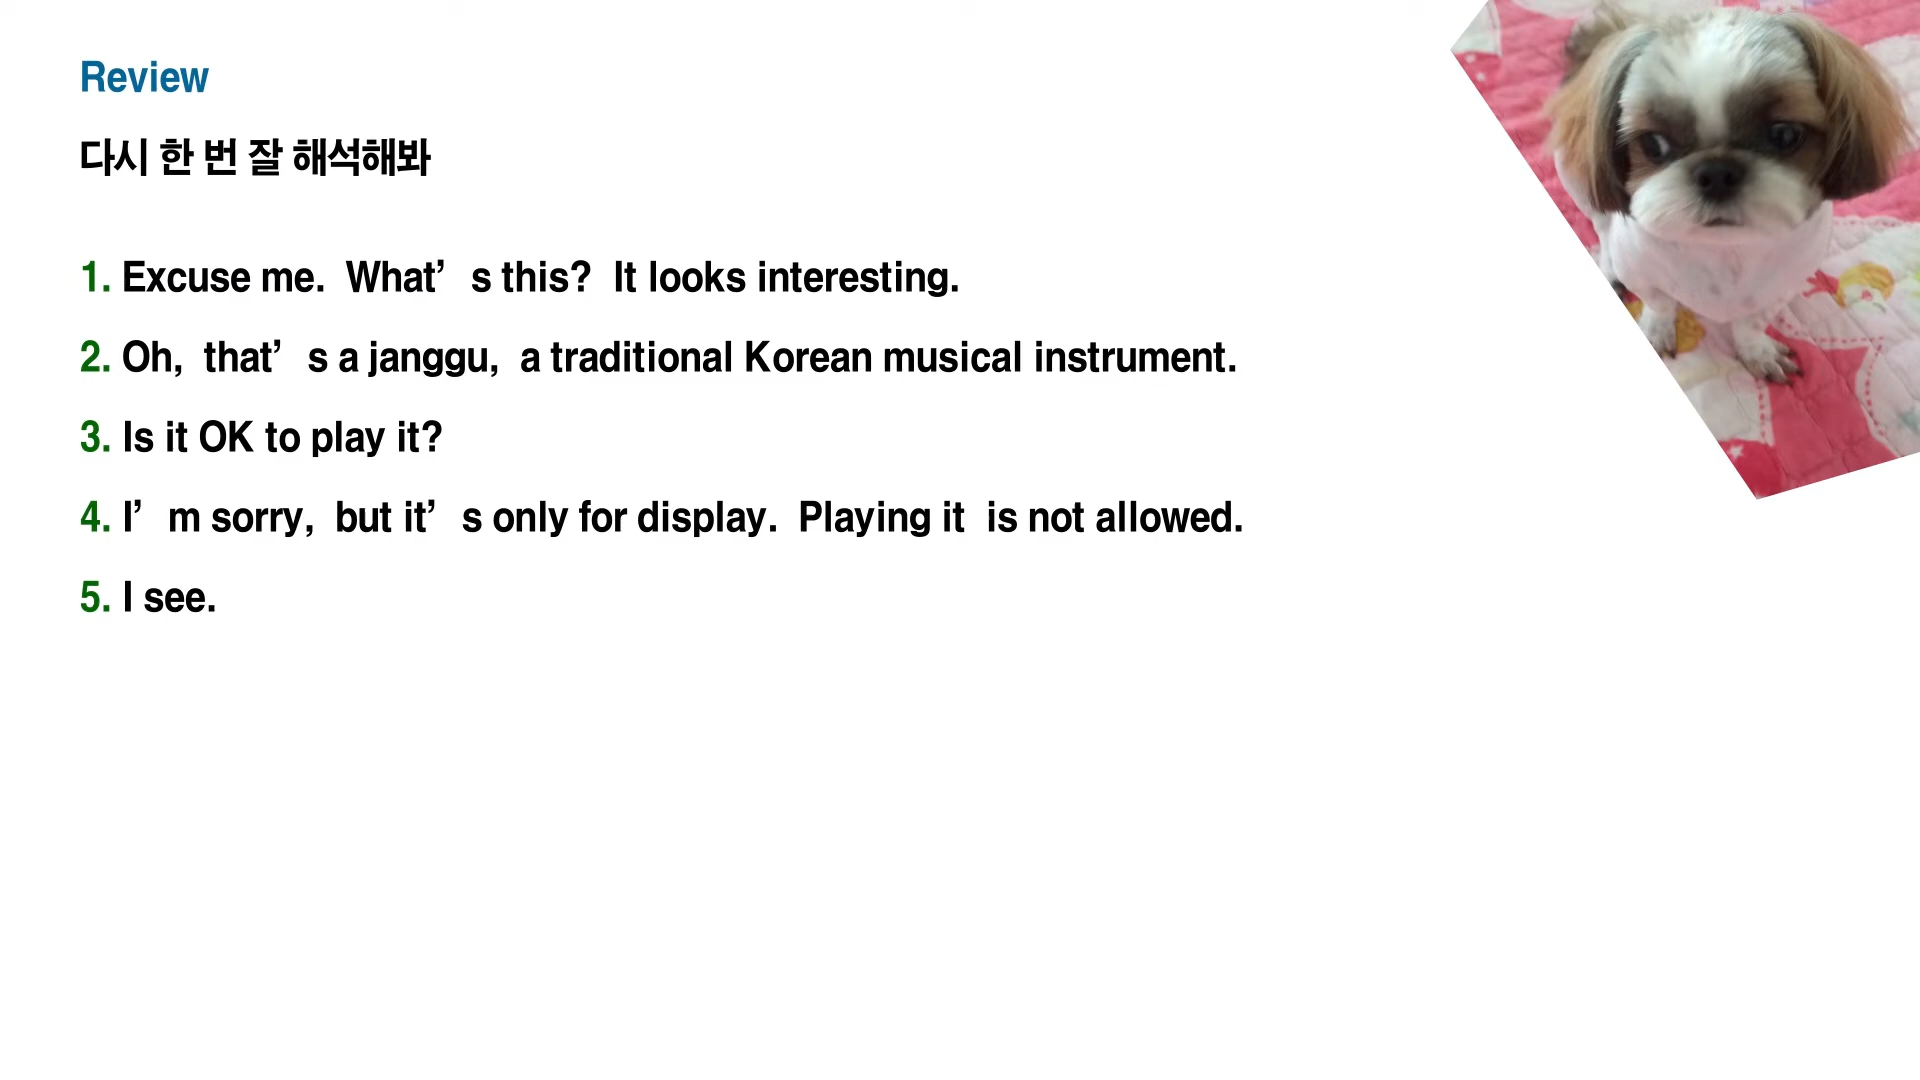 Review
다시 한 번 잘 해석해봐
1. Excuse me. What’s this? It looks interesting.
2. Oh, that’s a janggu, a traditional Korean musical instrument.
3. Is it OK to play it?
4. I’m sorry, but it’s only for display. Playing it is not allowed.
5. I see.